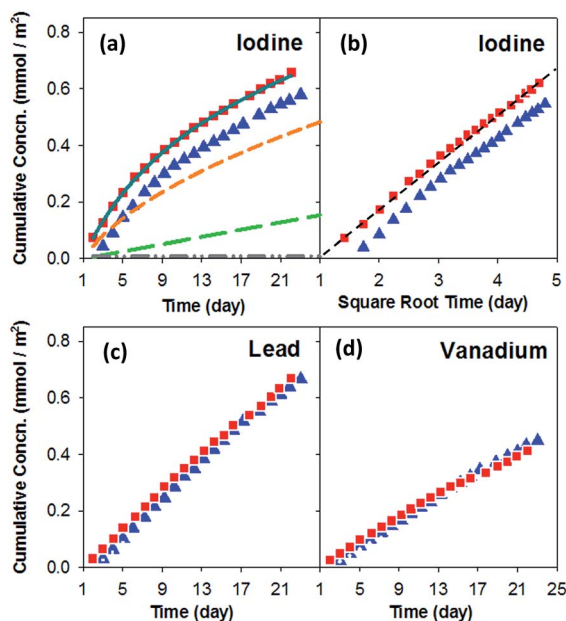 (a) Iodine
(b) Iodine
Cumulative Concn. (mmol / m²)
0.8
0.6
0.4
0.2
0.0
1 5 9 13 17 21 1 2 3 4 5
Time (day)
Square Root Time (day)
(c) Lead
(d) Vanadium
Cumulative Concn. (mmol / m²)
0.8
0.6
0.4
0.2
0.0
1 5 9 13 17 21 1 5 9 13 17 21 25
Time (day)
Time (day)